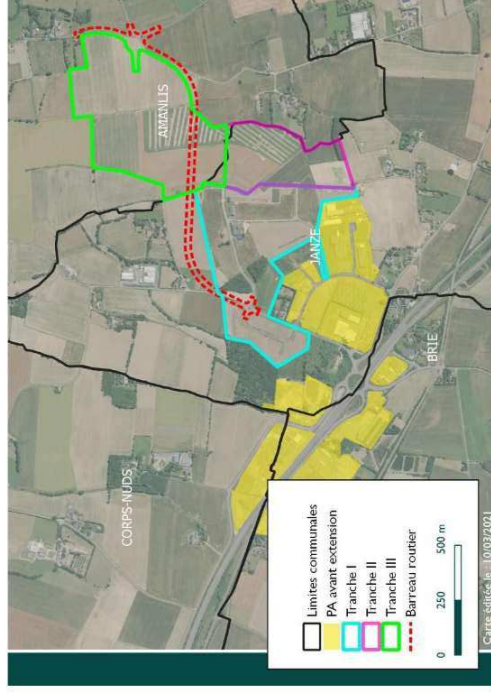 AMANLIS
JANZE
BRIE
CORPS-NUDS
Limites communales
PA avant extension
Tranche I
Tranche II
Tranche III
Barreau routier
0 250 500 m
Carte éditée le : 10/03/2021